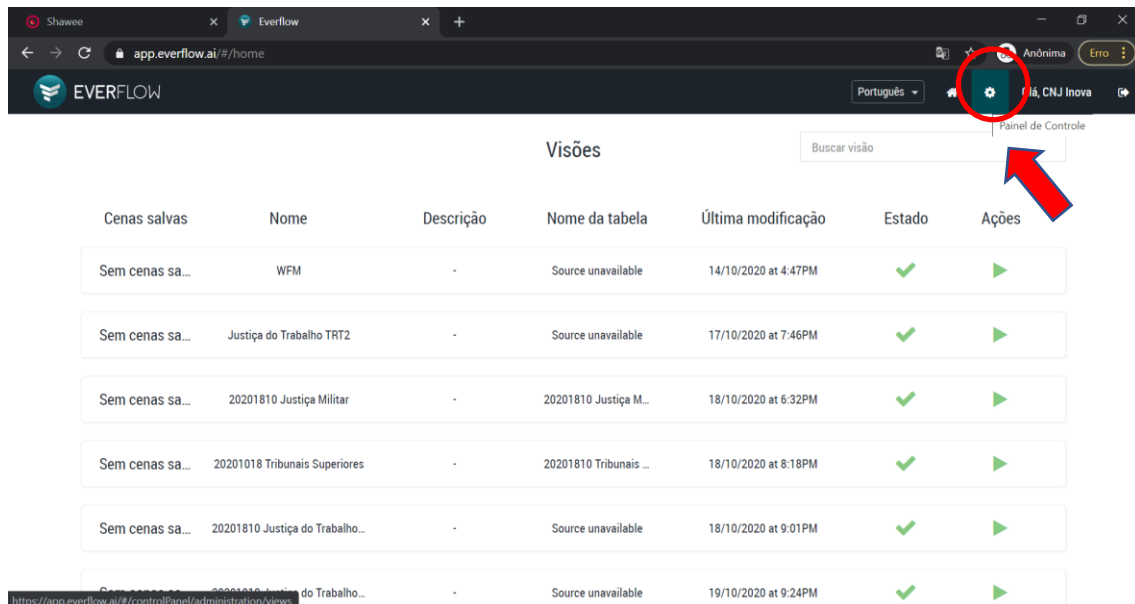 Shawee
Everflow
app.everflow.ai/#/home
Anônima
Erro
EVERFLOW
Português
Olá, CNJ Inova
Painel de Controle
Visões
Buscar visão
Cenas salvas Nome Descrição Nome da tabela Última modificação Estado Ações
Sem cenas sa... WFM - Source unavailable 14/10/2020 at 4:47PM
Sem cenas sa... Justiça do Trabalho TRT2 - Source unavailable 17/10/2020 at 7:46PM
Sem cenas sa... 20201810 Justiça Militar - 20201810 Justiça M... 18/10/2020 at 6:32PM
Sem cenas sa... 20201018 Tribunais Superiores - 20201810 Tribunais ... 18/10/2020 at 8:18PM
Sem cenas sa... 20201810 Justiça do Trabalho... - Source unavailable 18/10/2020 at 9:01PM
do Trabalho... - Source unavailable 19/10/2020 at 9:24PM
https://app.everflow.ai/#/controlPanel/administration/views